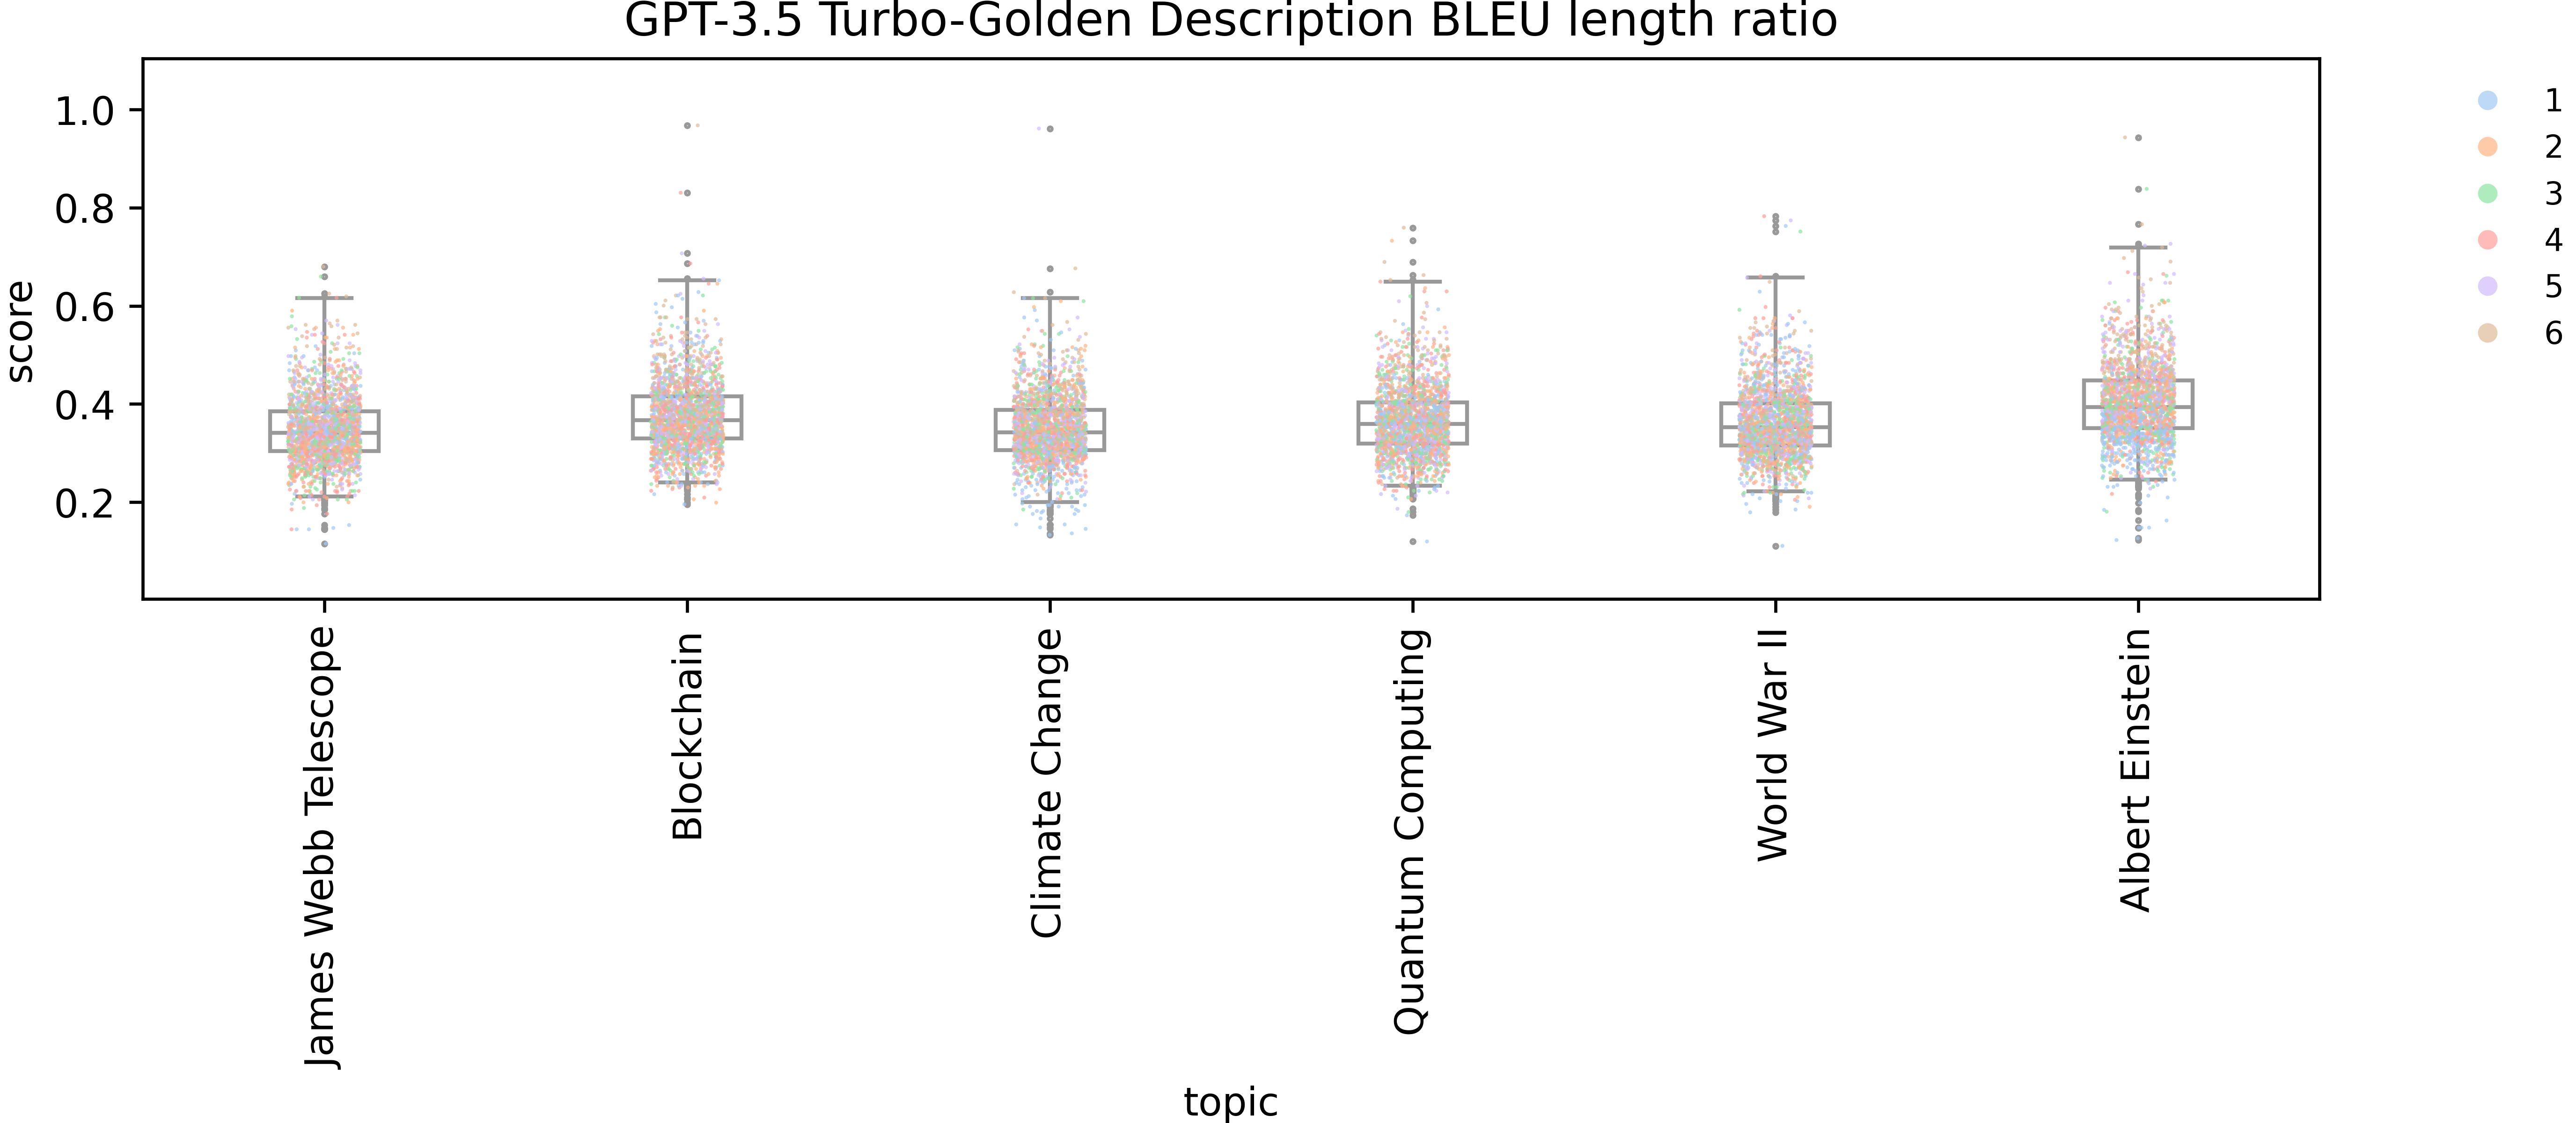 GPT-3.5 Turbo-Golden Description BLEU length ratio
score
1.0
0.8
0.6
0.4
0.2
1
2
3
4
5
6
James Webb Telescope
Blockchain
Climate Change
Quantum Computing
World War II
Albert Einstein
topic